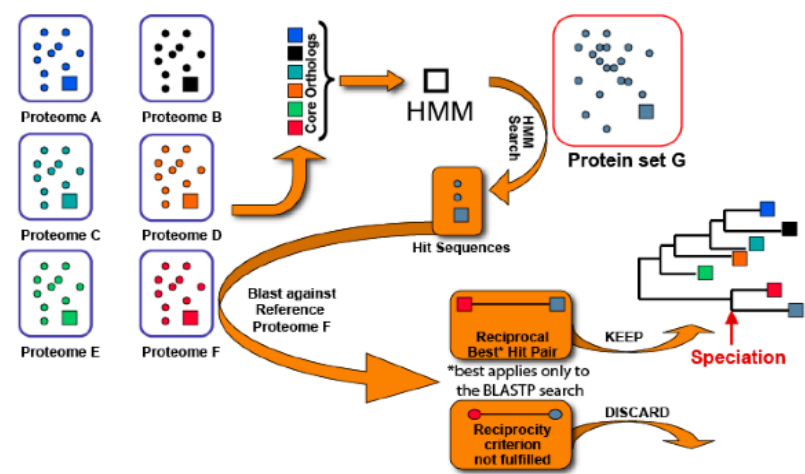 Proteome A
Proteome B
Core Orthologs
HMM
HMM
Search
Protein set G
Proteome C
Proteome D
Hit Sequences
Blast against
Reference
Proteome F
Proteome E
Proteome F
Reciprocal
Best* Hit Pair
KEEP
Speciation
*best applies only to
the BLASTP search
Reciprocity
criterion
not fulfilled
DISCARD